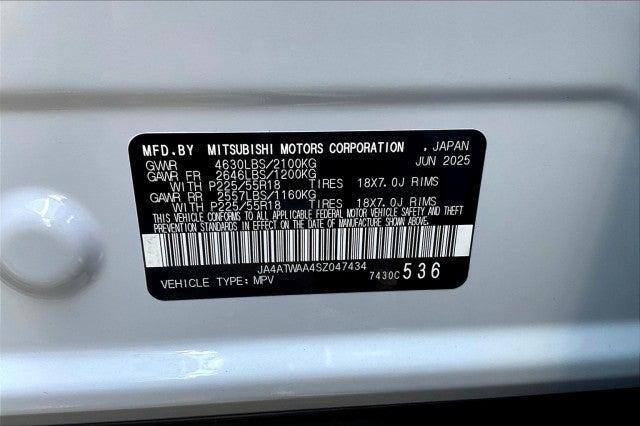 MFD.BY MITSUBISHI MOTORS CORPORATION . JAPAN
GVWR 4630LBS/2100KG JUN 2025
GAWR FR 2646LBS/1200KG
WITH P225/55R18 TIRES 18X7.0J RIMS
GAWR RR 2557LBS/1160KG
WITH P225/55R18 TIRES 18X7.0J RIMS
THIS VEHICLE CONFORMS TO ALL APPLICABLE FEDERAL MOTOR VEHICLE SAFETY AND THEFT
PREVENTION STANDARDS IN EFFECT ON THE DATE OF MANUFACTURE SHOWN ABOVE.
JA4ATWAA4SZ047434
VEHICLE TYPE: MPV 7430C 536